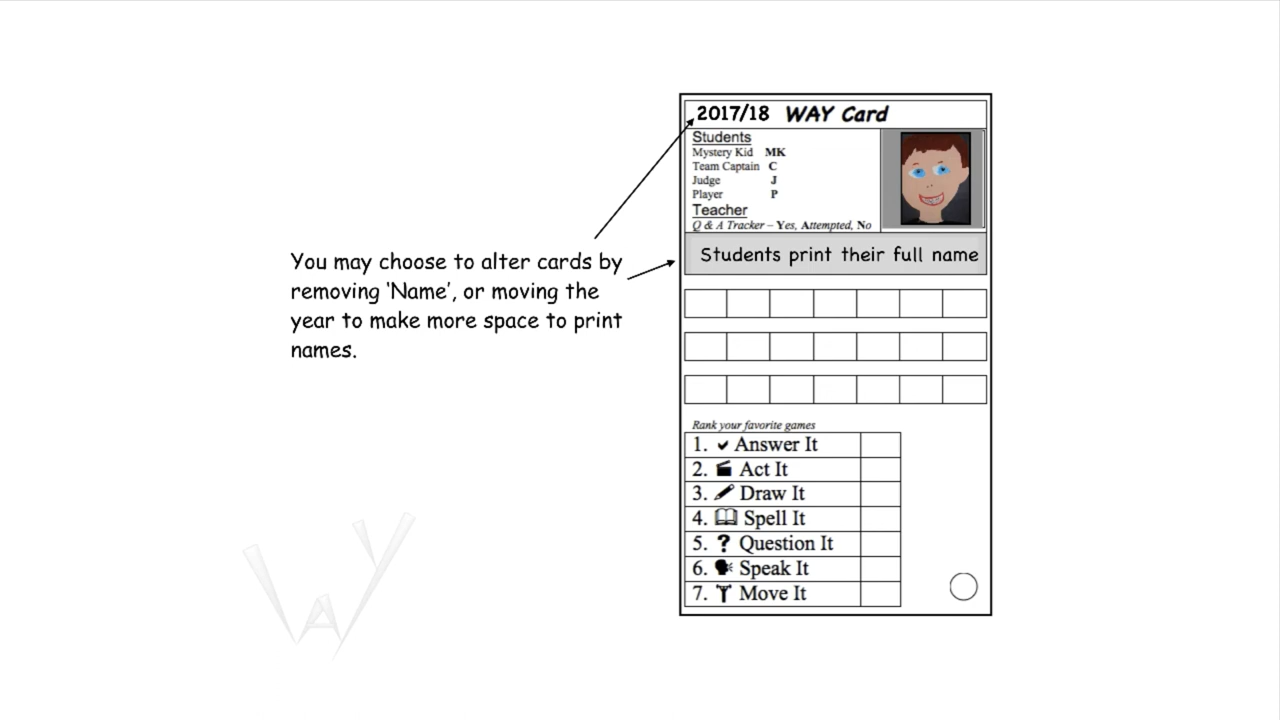 2017/18 WAY Card
Students
Mystery Kid MK
Team Captain C
Judge J
Player P
Teacher
Q & A Tracker – Yes, Attempted, No
Students print their full name
You may choose to alter cards by
removing ‘Name’, or moving the
year to make more space to print
names.
Rank your favorite games
1. Answer It
2. Act It
3. Draw It
4. Spell It
5. ? Question It
6. Speak It
7. Move It
WAY